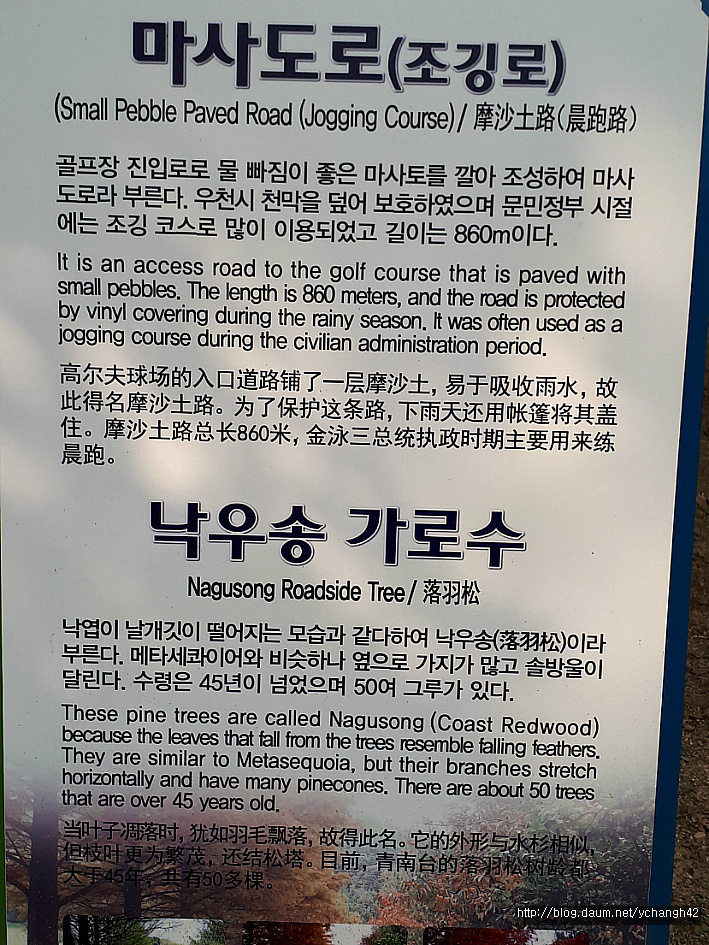 마사도로(조깅로)
(Small Pebble Paved Road (Jogging Course)/ 摩沙土路(晨跑路)
골프장 진입로로 물 빠짐이 좋은 마사토를 깔아 조성하여 마사
도로라 부른다. 우천시 천막을 덮어 보호하였으며 문민정부 시절
에는 조깅 코스로 많이 이용되었고 길이는 860m이다.
It is an access road to the golf course that is paved with
small pebbles. The length is 860 meters, and the road is protected
by vinyl covering during the rainy season. It was often used as a
jogging course during the civilian administration period.
高尔夫球场的入口道路铺了一层摩沙土, 易于吸收雨水, 故
此得名摩沙土路。为了保护这条路, 下雨天还用帐篷将其盖
住。摩沙土路总长860米, 金泳三总统执政时期主要用来练
晨跑。
낙우송 가로수
Nagusong Roadside Tree/ 落羽松
낙엽이 날개깃이 떨어지는 모습과 같다하여 낙우송(落羽松)이라
부른다. 메타세콰이어와 비슷하나 옆으로 가지가 많고 솔방울이
달린다. 수령은 45년이 넘었으며 50여 그루가 있다.
These pine trees are called Nagusong (Coast Redwood)
because the leaves that fall from the trees resemble falling feathers.
They are similar to Metasequoia, but their branches stretch
horizontally and have many pinecones. There are about 50 trees
that are over 45 years old.
当叶子凋落时, 犹如羽毛飘落, 故得此名。它的外形与水杉相似,
但枝叶更为繁茂, 还结松塔。目前, 青南台的落羽松树龄都
大于45年, 共有50多棵。
http://blog.daum.net/ychangh42